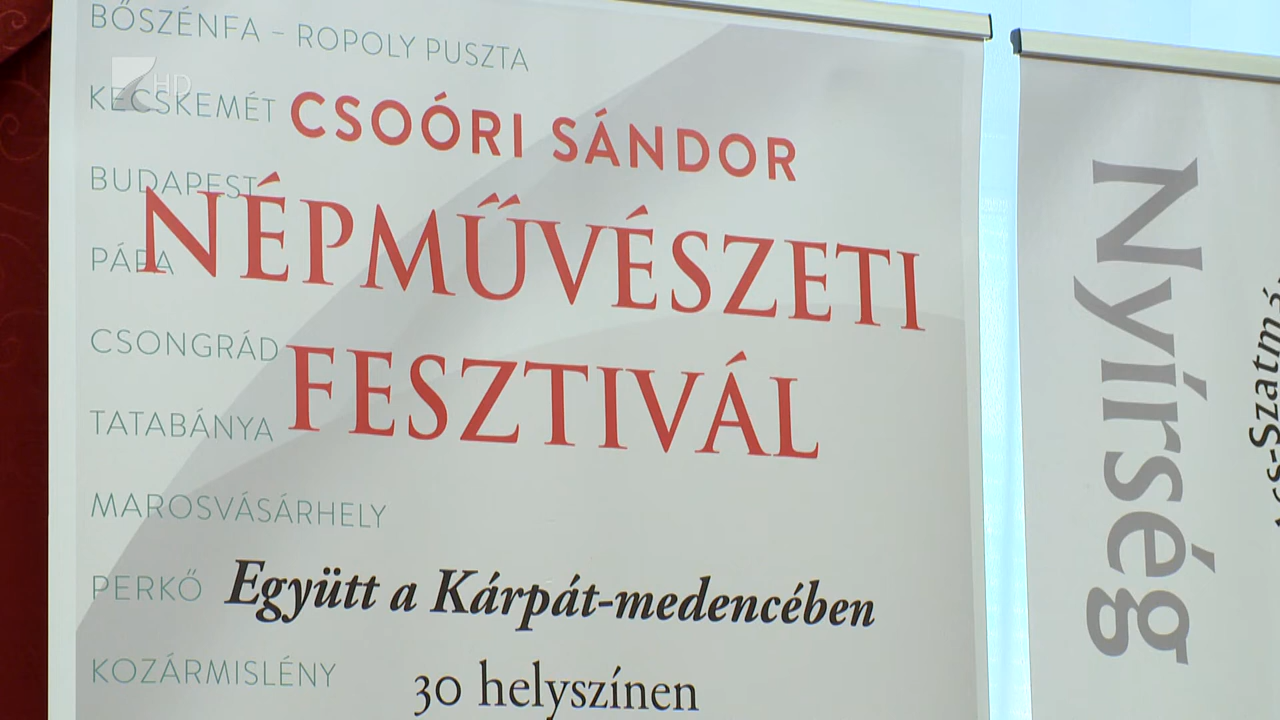 BŐSZÉNFA – ROPOLY PUSZTA
HD
KECSKEMÉT
CSOÓRI SÁNDOR
BUDAPEST
NÉPMŰVÉSZETI
PÁPA
CSONGRÁD
FESZTIVÁL
TATABÁNYA
MAROSVÁSÁRHELY
PERKŐ
Együtt a Kárpát-medencében
KOZÁRMISLÉNY
30 helyszínen
Nyírség